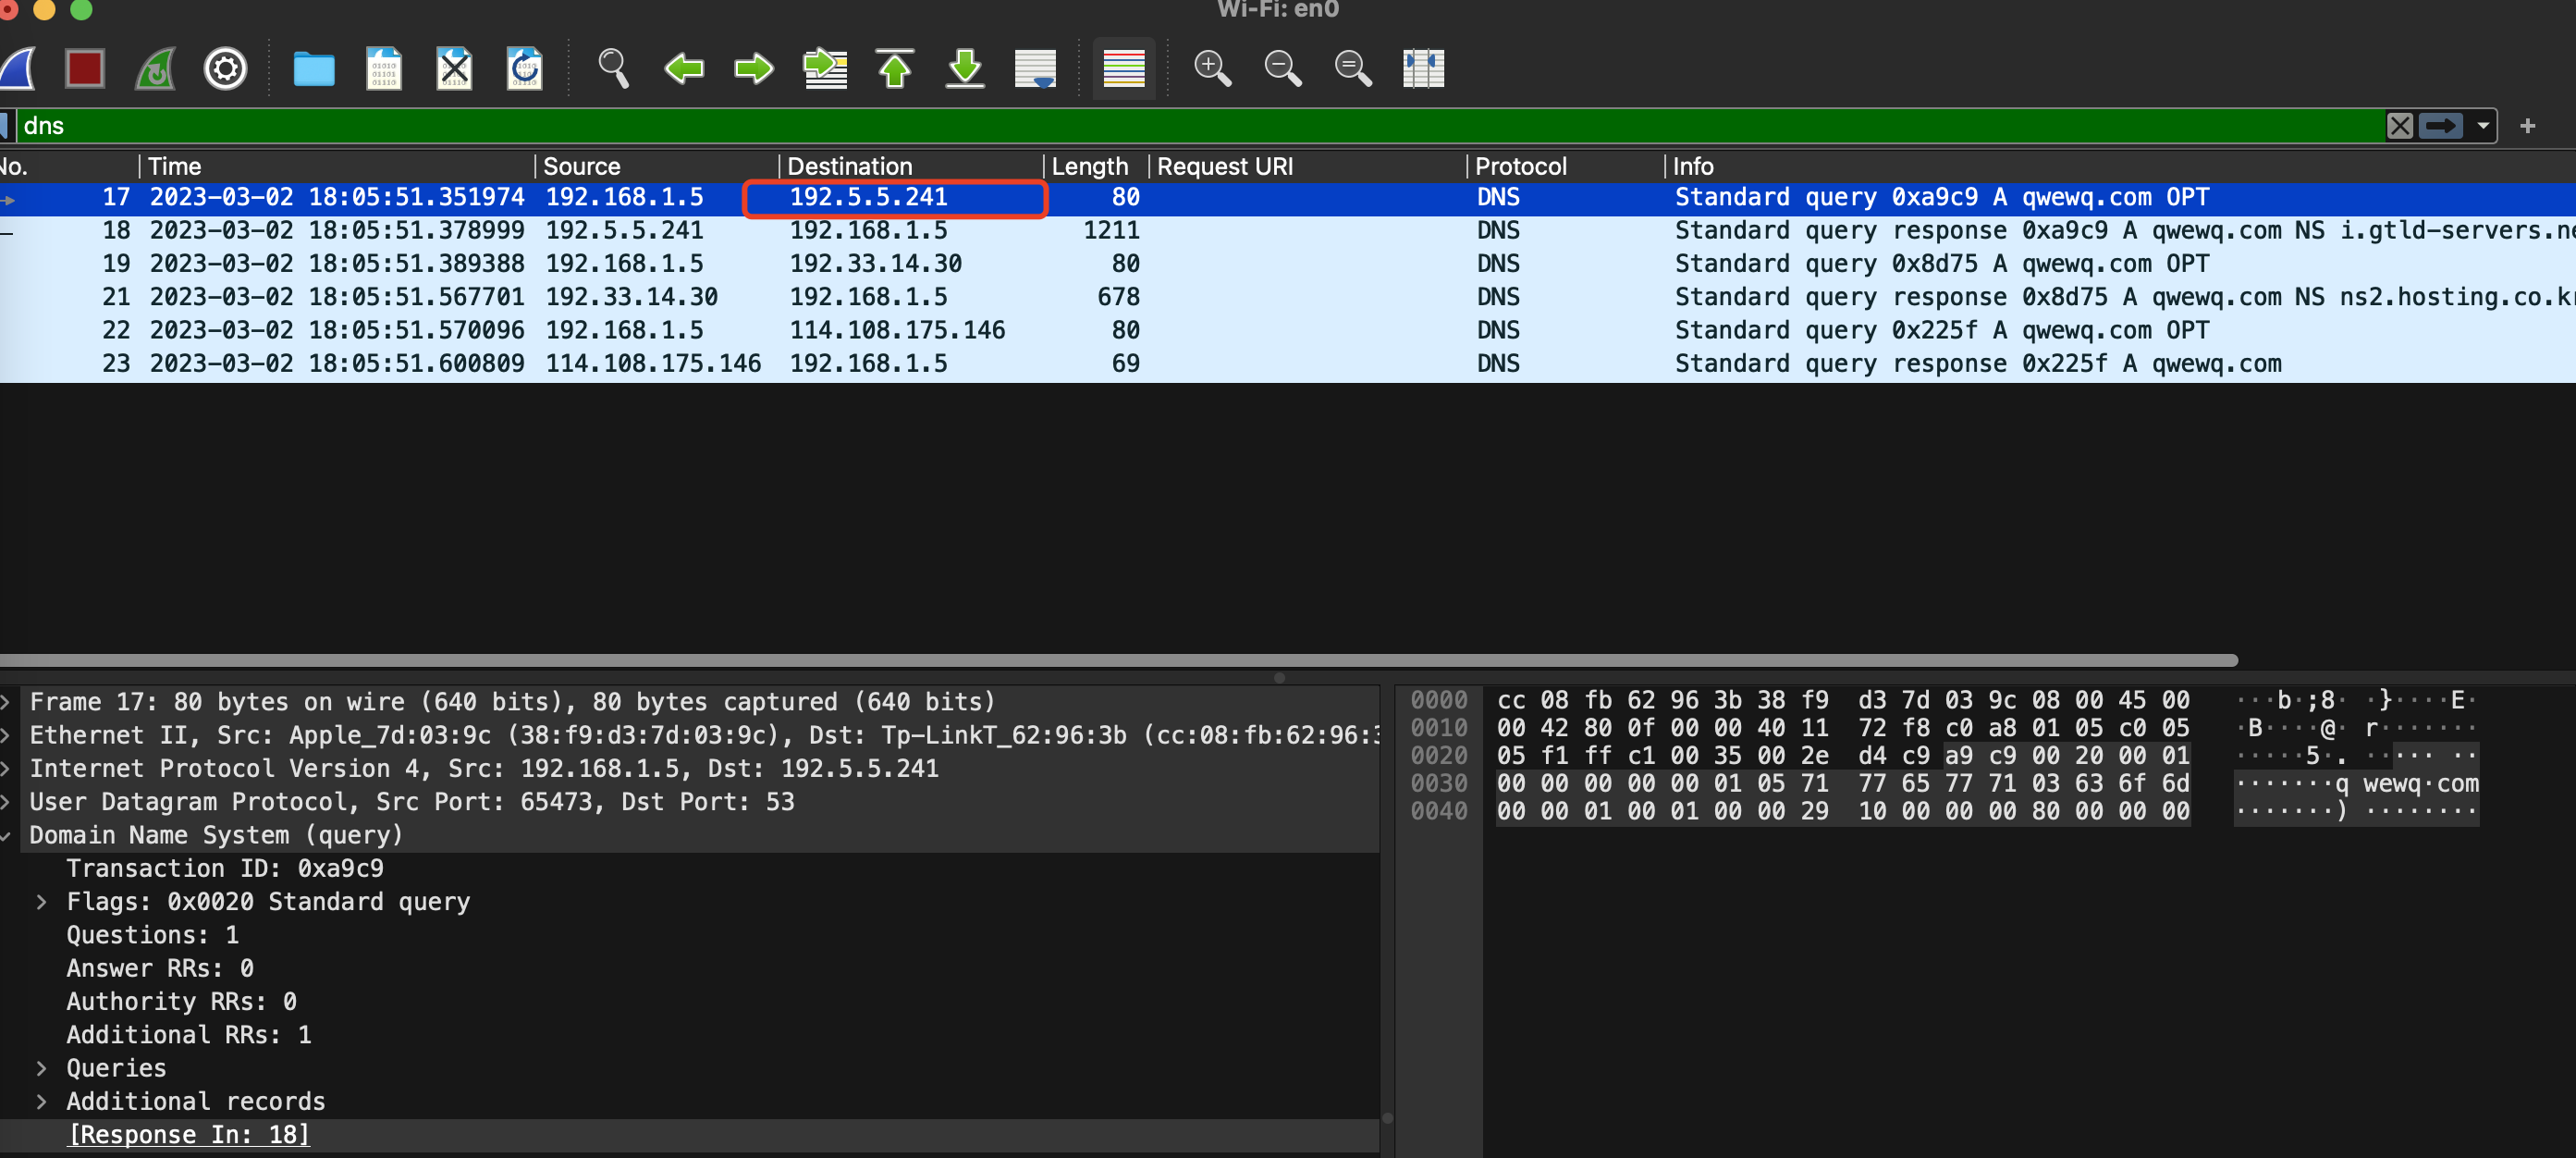 Wi-Fi: en0
dns
No. Time Source Destination Length Request URI Protocol Info
17 2023-03-02 18:05:51.351974 192.168.1.5 192.5.5.241 80 DNS Standard query 0xa9c9 A qwewq.com OPT
18 2023-03-02 18:05:51.378999 192.5.5.241 192.168.1.5 1211 DNS Standard query response 0xa9c9 A qwewq.com NS i.gtld-servers.ne
19 2023-03-02 18:05:51.389388 192.168.1.5 192.33.14.30 80 DNS Standard query 0x8d75 A qwewq.com OPT
21 2023-03-02 18:05:51.567701 192.33.14.30 192.168.1.5 678 DNS Standard query response 0x8d75 A qwewq.com NS ns2.hosting.co.kr
22 2023-03-02 18:05:51.570096 192.168.1.5 114.108.175.146 80 DNS Standard query 0x225f A qwewq.com OPT
23 2023-03-02 18:05:51.600809 114.108.175.146 192.168.1.5 69 DNS Standard query response 0x225f A qwewq.com
Frame 17: 80 bytes on wire (640 bits), 80 bytes captured (640 bits)
Ethernet II, Src: Apple_7d:03:9c (38:f9:d3:7d:03:9c), Dst: Tp-LinkT_62:96:3b (cc:08:fb:62:96:3
Internet Protocol Version 4, Src: 192.168.1.5, Dst: 192.5.5.241
User Datagram Protocol, Src Port: 65473, Dst Port: 53
Domain Name System (query)
Transaction ID: 0xa9c9
Flags: 0x0020 Standard query
Questions: 1
Answer RRs: 0
Authority RRs: 0
Additional RRs: 1
Queries
Additional records
[Response In: 18]
0000 cc 08 fb 62 96 3b 38 f9 d3 7d 03 9c 08 00 45 00 ···b·;8· ·}····E·
0010 00 42 80 0f 00 00 40 11 72 f8 c0 a8 01 05 c0 05 ·B····@· r·······
0020 05 f1 ff c1 00 35 00 2e d4 c9 a9 c9 00 20 00 01 ·····5·. ····· ··
0030 00 00 00 00 00 01 05 71 77 65 77 71 03 63 6f 6d ·······q wewq·com
0040 00 00 01 00 01 00 00 29 10 00 00 00 80 00 00 00 ·······) ········